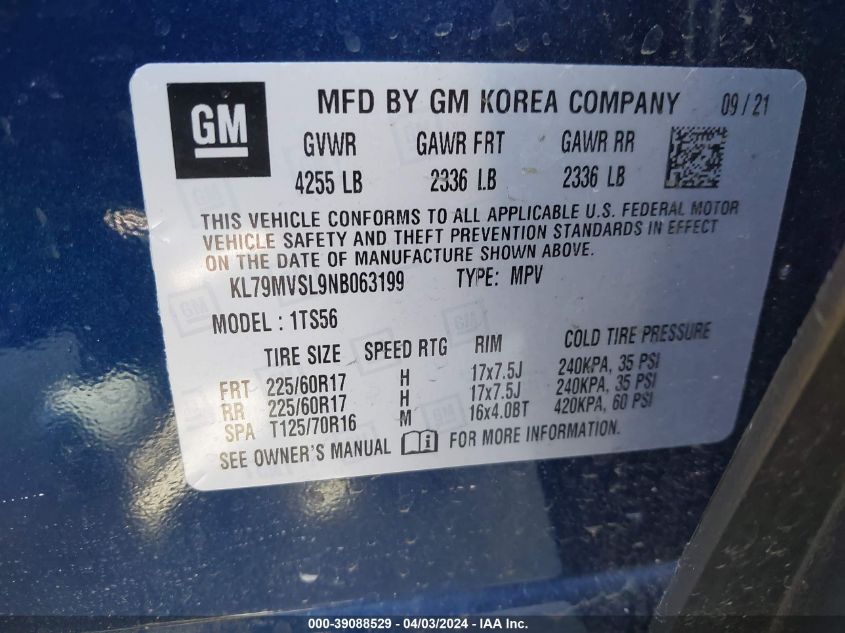 GM
MFD BY GM KOREA COMPANY 09/21
GVWR GAWR FRT GAWR RR
4255 LB 2336 LB 2336 LB
THIS VEHICLE CONFORMS TO ALL APPLICABLE U.S. FEDERAL MOTOR
VEHICLE SAFETY AND THEFT PREVENTION STANDARDS IN EFFECT
ON THE DATE OF MANUFACTURE SHOWN ABOVE.
KL79MVSL9NB063199 TYPE: MPV
MODEL : 1TS56
TIRE SIZE SPEED RTG RIM COLD TIRE PRESSURE
FRT 225/60R17 H 17x7.5J 240KPA, 35 PSI
RR 225/60R17 H 17x7.5J 240KPA, 35 PSI
SPA T125/70R16 M 16x4.0BT 420KPA, 60 PSI
SEE OWNER'S MANUAL FOR MORE INFORMATION.
000-39088529 - 04/03/2024 - IAA Inc.